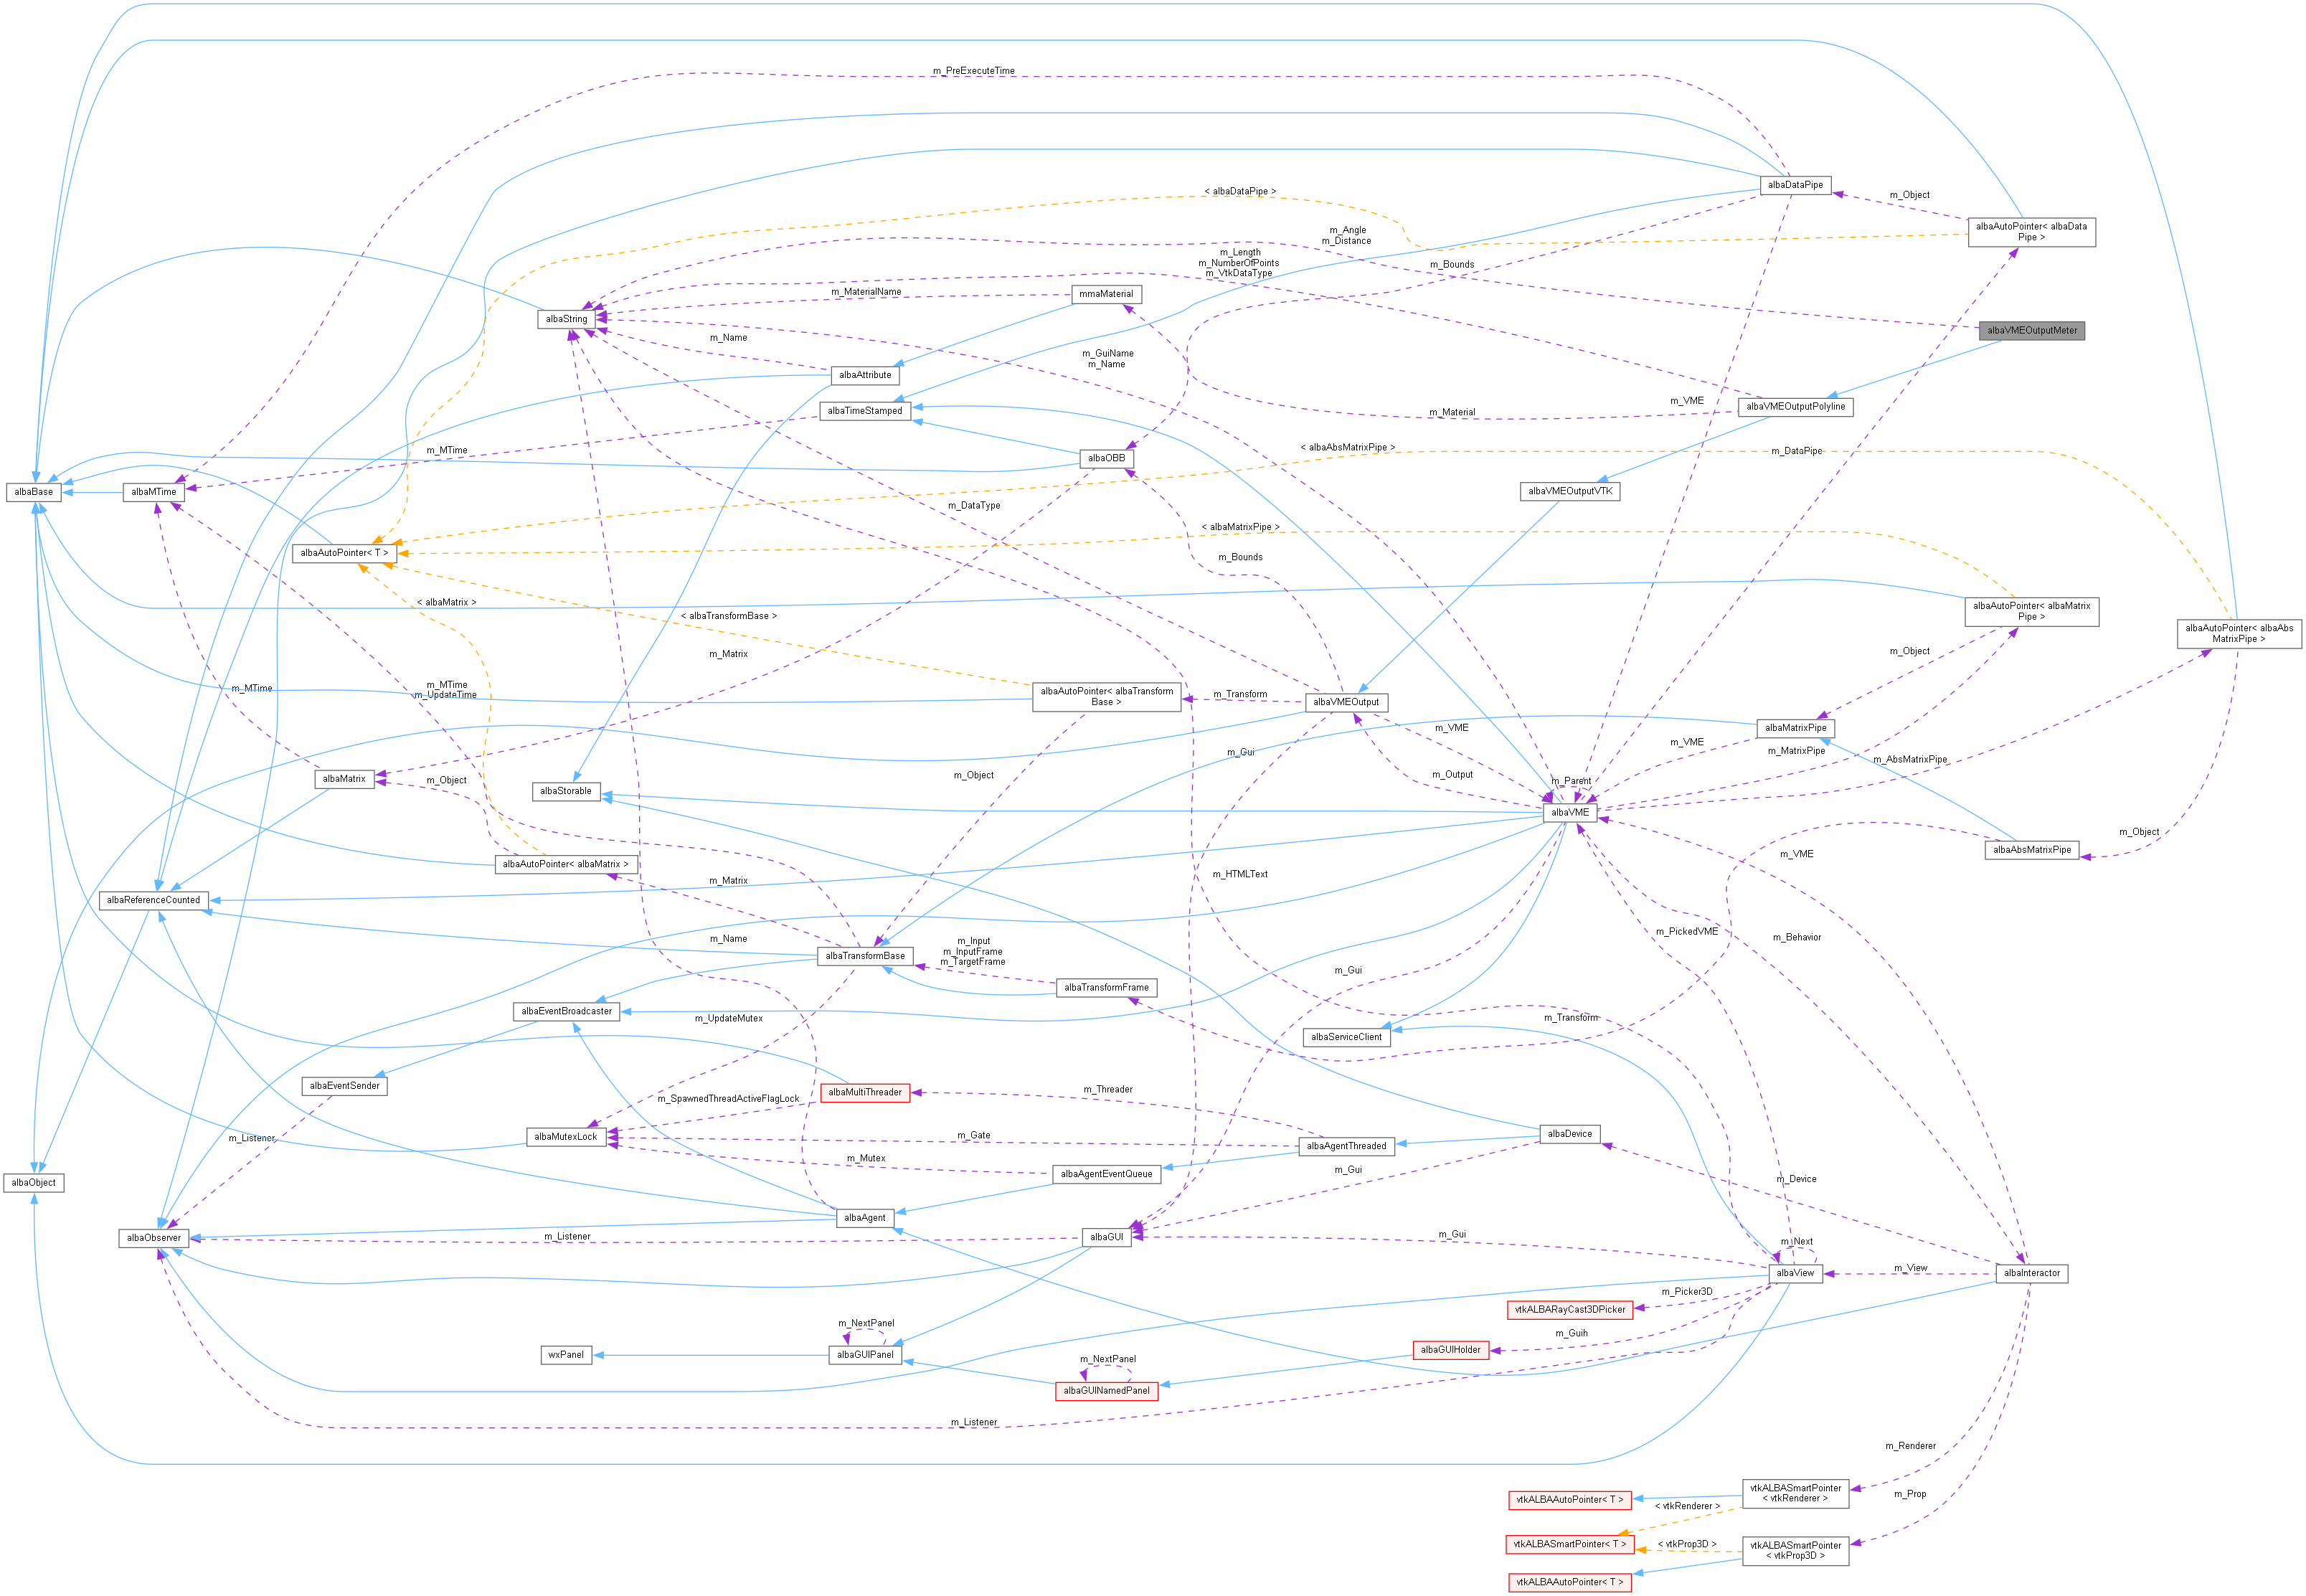 m_PreExecuteTime
albaDataPipe
< albaDataPipe >
m_Object
albaAutoPointer< albaData
Pipe >
m_Angle
m_Distance
m_Length
m_NumberOfPoints
m_VtkDataType
m_Bounds
mmaMaterial
m_MaterialName
albaString
albaVMEOutputMeter
m_Name
m_GuiName
m_Name
albaAttribute
m_VME
albaTimeStamped
m_Material
albaVMEOutputPolyline
m_MTime
< albaAbsMatrixPipe >
m_DataPipe
albaOBB
albaBase
albaMTime
albaVMEOutputVTK
m_DataType
< albaMatrixPipe >
albaAutoPointer< T >
m_Bounds
< albaMatrix >
< albaTransformBase >
albaAutoPointer< albaMatrix
Pipe >
albaAutoPointer< albaAbs
MatrixPipe >
m_Matrix
m_Object
m_MTime
m_MTime
m_UpdateTime
albaAutoPointer< albaTransform
Base >
m_Transform
albaVMEOutput
m_VME
albaMatrixPipe
m_VME
m_Gui
m_MatrixPipe
m_AbsMatrixPipe
albaMatrix
m_Object
m_Object
m_Output
m_Parent
albaStorable
albaVME
m_Object
albaAbsMatrixPipe
m_VME
albaAutoPointer< albaMatrix >
m_Matrix
m_HTMLText
albaReferenceCounted
m_Name
m_PickedVME
m_Behavior
m_Input
m_InputFrame
m_TargetFrame
albaTransformBase
m_Gui
albaTransformFrame
albaEventBroadcaster
m_UpdateMutex
m_Transform
albaServiceClient
albaEventSender
albaMultiThreader
m_Threader
m_SpawnedThreadActiveFlagLock
m_Listener
albaMutexLock
m_Gate
albaAgentThreaded
albaDevice
m_Mutex
albaAgentEventQueue
m_Gui
m_Device
albaObject
albaAgent
albaObserver
m_Listener
albaGUI
m_Gui
m_Next
albaView
m_View
albaInteractor
m_Picker3D
vtkALBARayCast3DPicker
m_NextPanel
m_Guih
wxPanel
albaGUIPanel
albaGUIHolder
m_NextPanel
albaGUINamedPanel
m_Listener
m_Renderer
m_Prop
vtkALBAAutoPointer< T >
vtkALBASmartPointer
< vtkRenderer >
< vtkRenderer >
vtkALBASmartPointer< T >
< vtkProp3D >
vtkALBASmartPointer
< vtkProp3D >
vtkALBAAutoPointer< T >